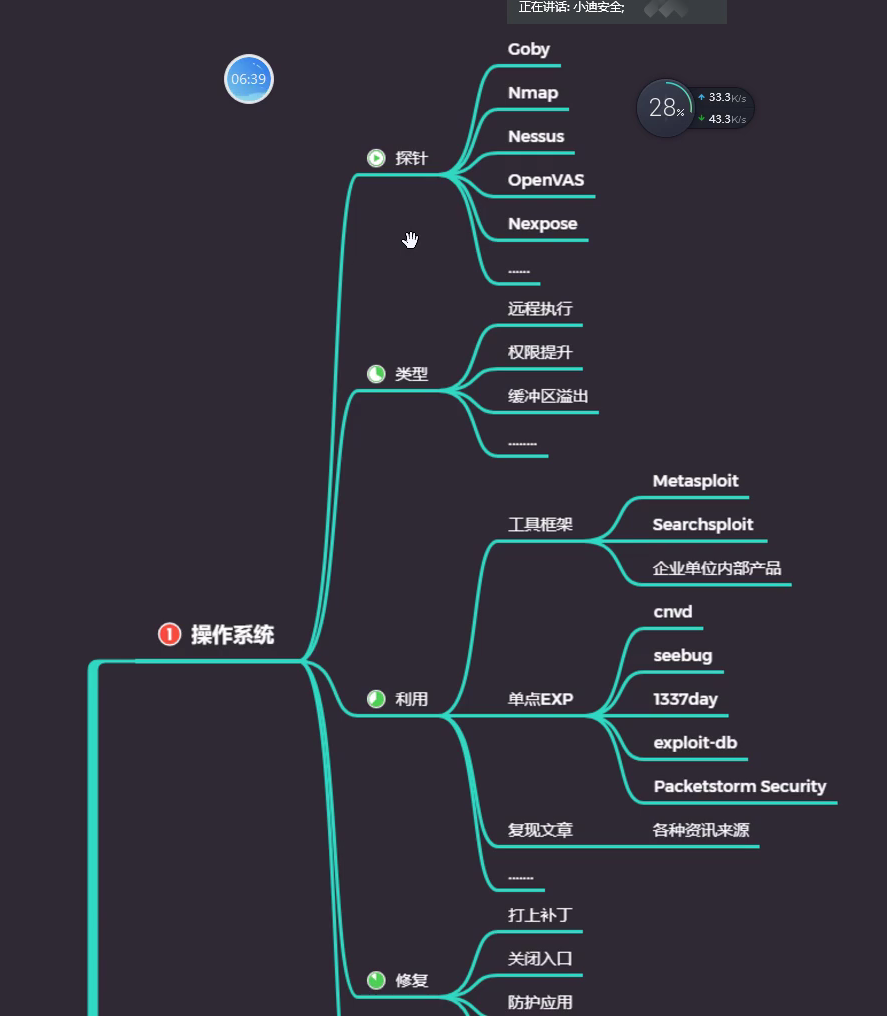 正在讲话: 小迪安全;
06:39
28%
33.3K/s
43.3K/s
Goby
Nmap
Nessus
OpenVAS
Nexpose
......
探针
远程执行
权限提升
缓冲区溢出
........
类型
Metasploit
Searchsploit
企业单位内部产品
工具框架
cnvd
seebug
1337day
exploit-db
Packetstorm Security
单点EXP
复现文章
各种资讯来源
.......
利用
打上补丁
关闭入口
防护应用
修复
1 操作系统